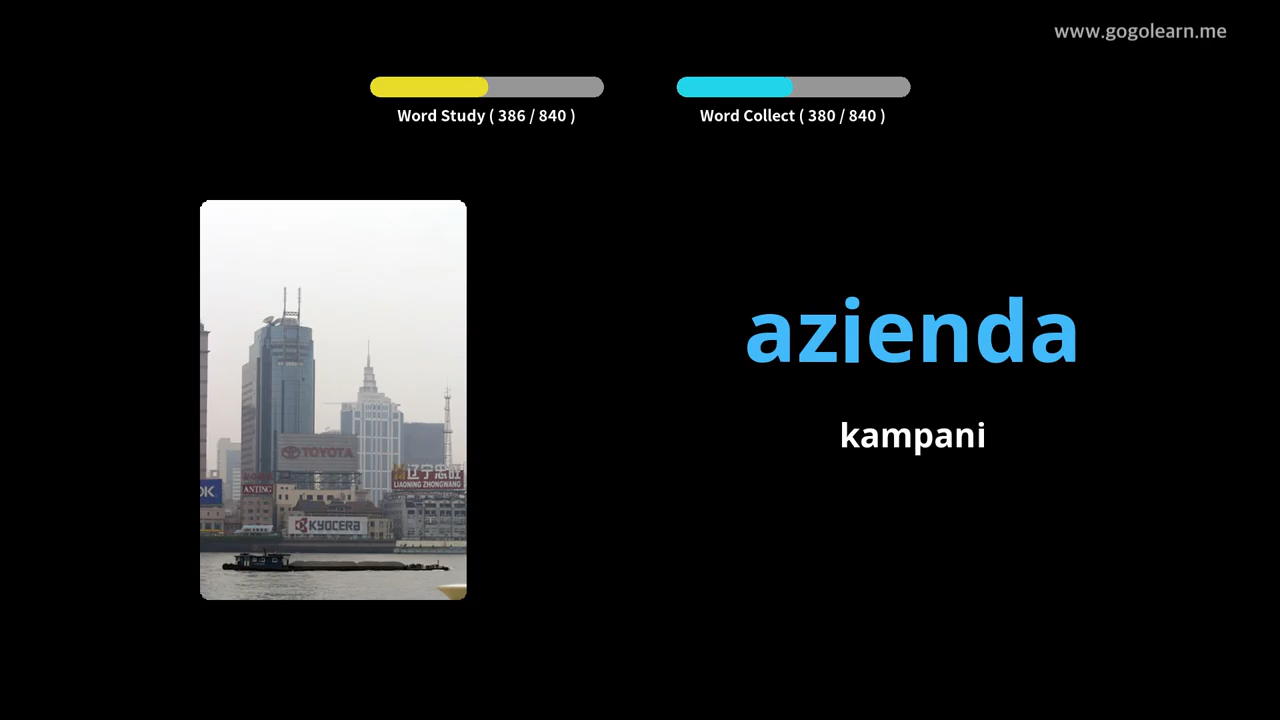 www.gogolearn.me
Word Study ( 386 / 840 )
Word Collect ( 380 / 840 )
azienda
kampani
TOYOTA
辽宁忠旺
LIAONING ZHONGWANG
ANTING
OK
KYOCERA